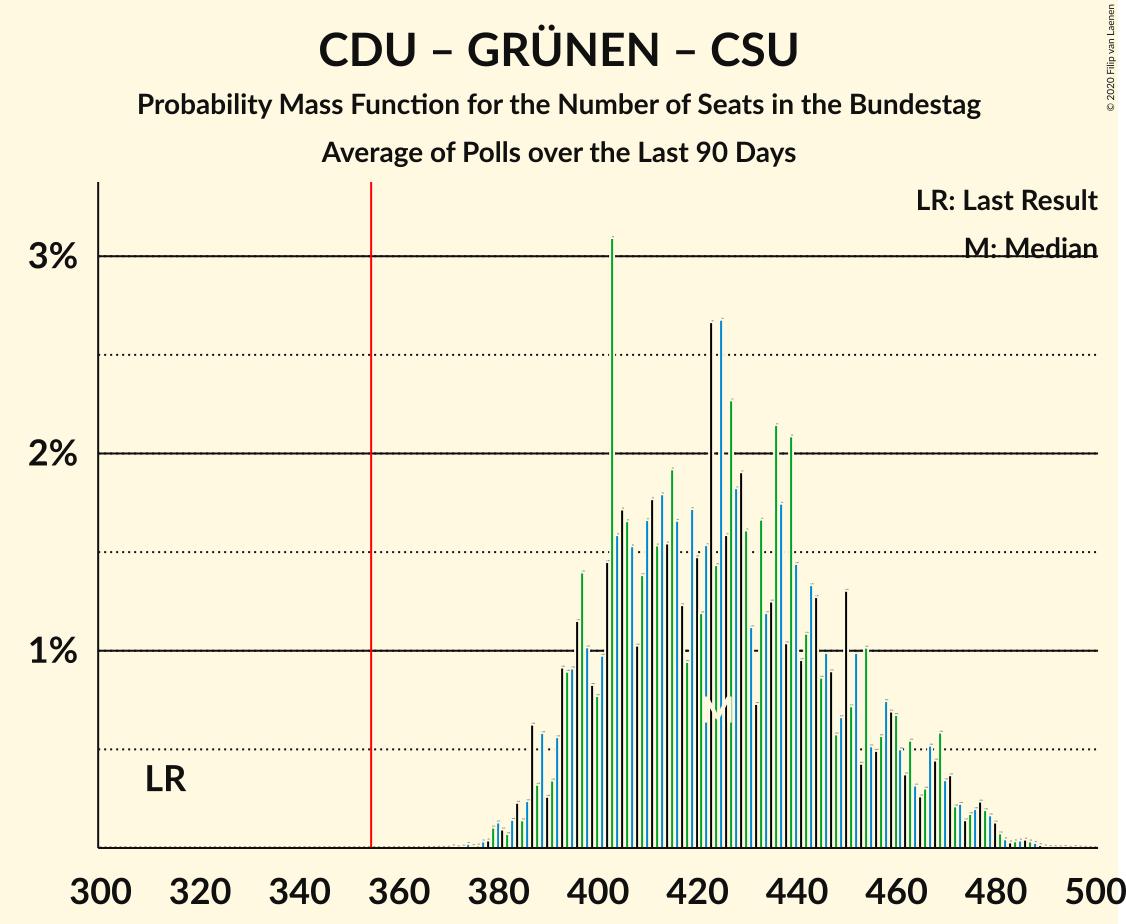 CDU – GRÜNEN – CSU
Probability Mass Function for the Number of Seats in the Bundestag
Average of Polls over the Last 90 Days
© 2020 Filip van Laenen
LR: Last Result
M: Median
3%
2%
1%
LR
M
300 320 340 360 380 400 420 440 460 480 500